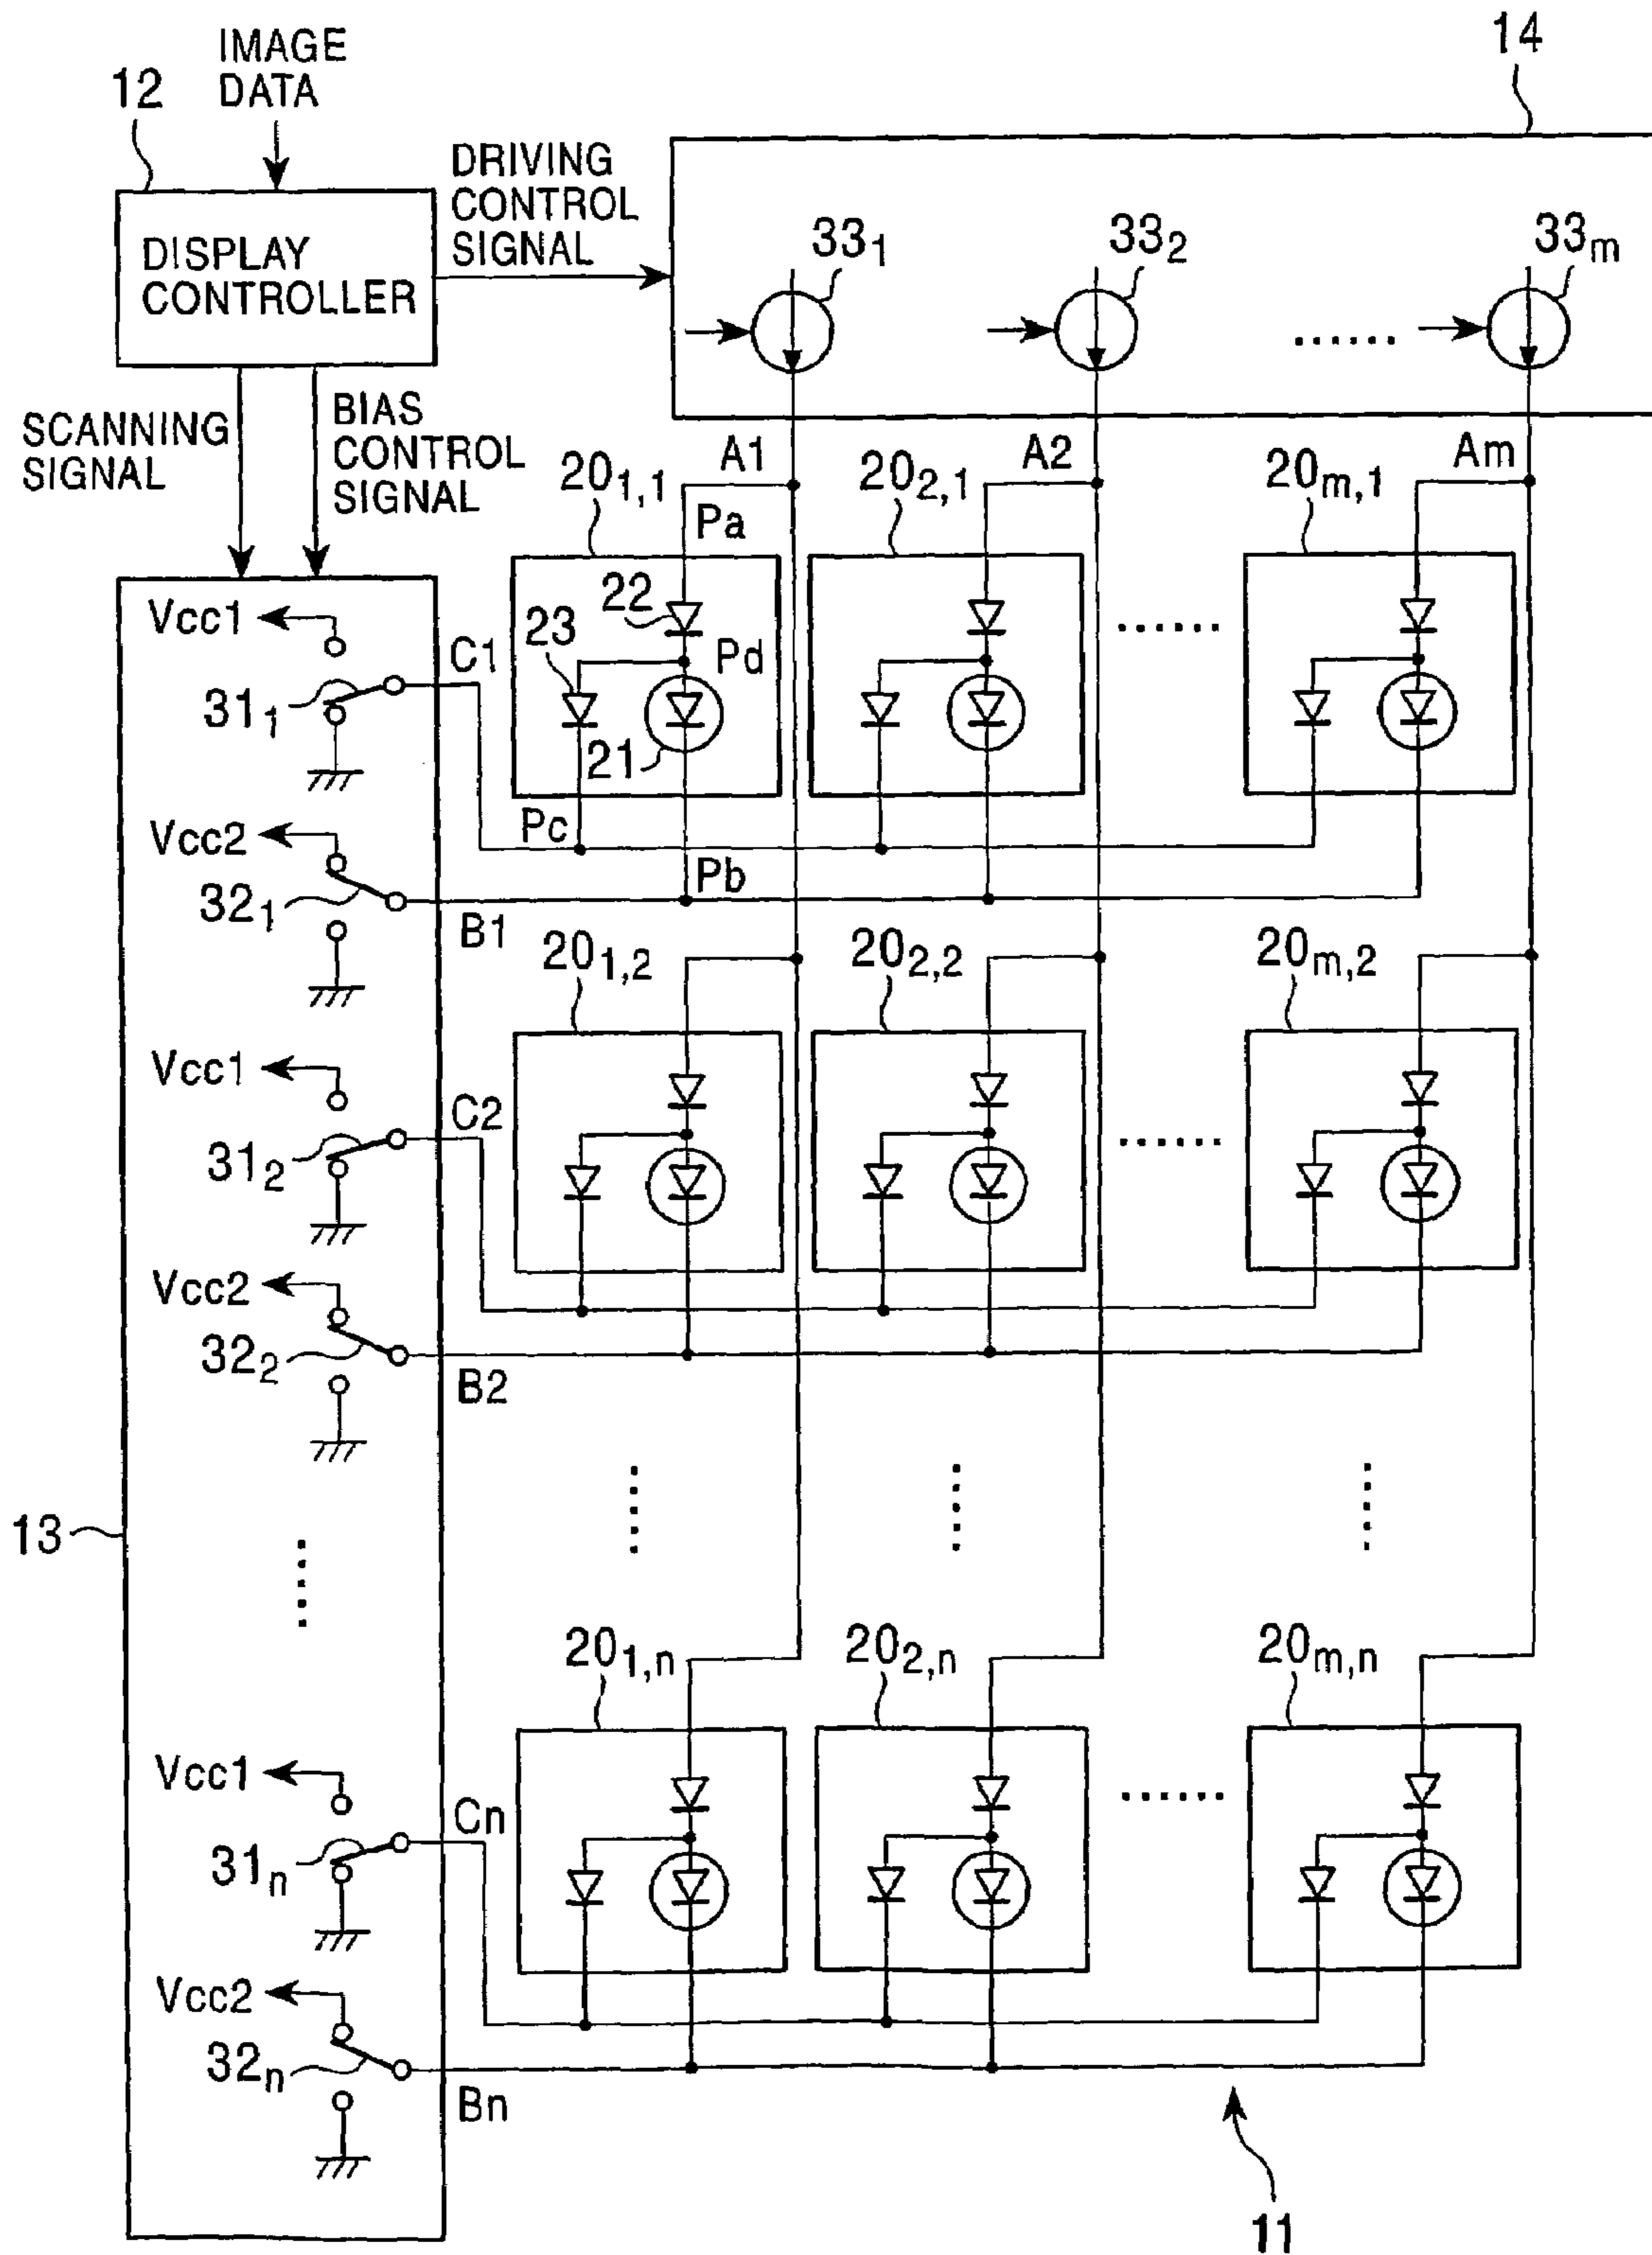 IMAGE
DATA
12
14
DRIVING
CONTROL
SIGNAL
DISPLAY
CONTROLLER
33₁
33₂
33ₘ
......
SCANNING
SIGNAL
BIAS
CONTROL
SIGNAL
A1
A2
Am
20₁,₁
20₂,₁
20ₘ,₁
Pa
Vcc1
22
23
Pd
C1
31₁
21
......
Vcc2
Pc
32₁
Pb
B1
20₁,₂
20₂,₂
20ₘ,₂
Vcc1
C2
31₂
......
Vcc2
32₂
B2
13
20₁,ₙ
20₂,ₙ
20ₘ,ₙ
Vcc1
Cn
31ₙ
......
Vcc2
32ₙ
Bn
11